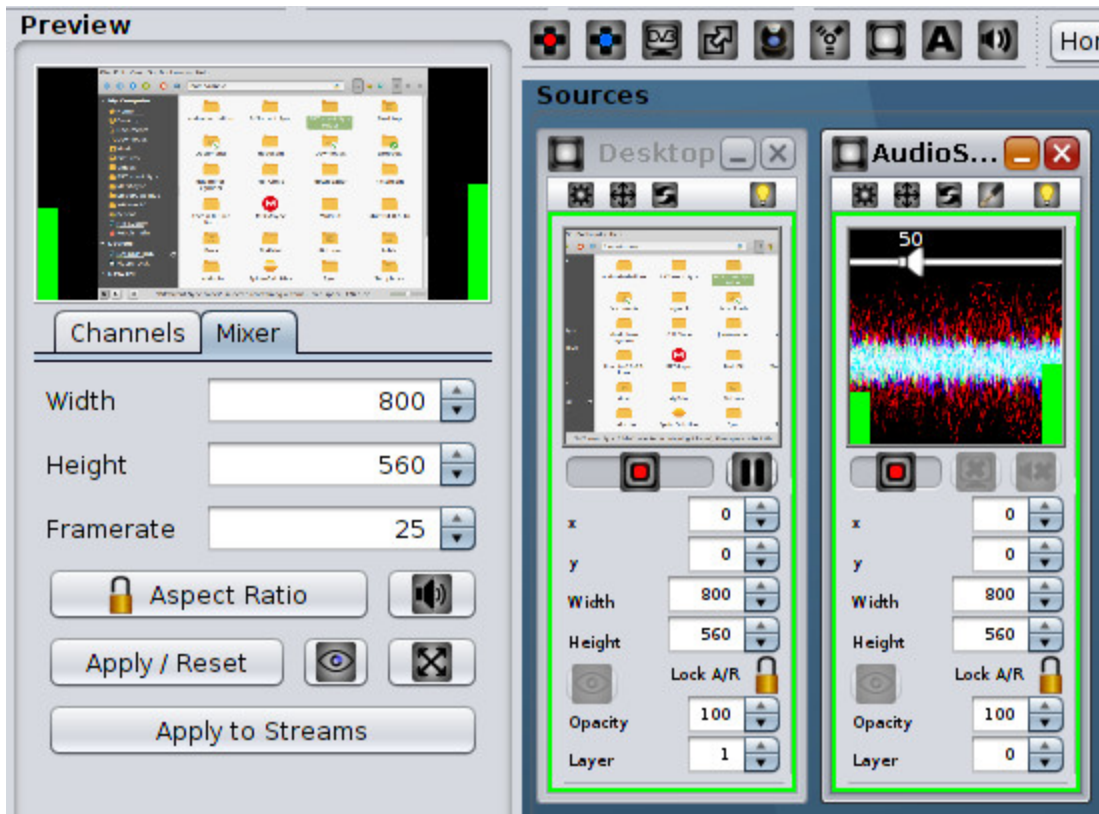 Preview
DVB
A
Hor
Sources
Desktop
AudioS...
50
Channels
Mixer
Width
800
Height
560
Framerate
25
Aspect Ratio
Apply / Reset
Apply to Streams
x
0
y
0
Width
800
Height
560
Lock A/R
Opacity
100
Layer
1
x
0
y
0
Width
800
Height
560
Lock A/R
Opacity
100
Layer
0